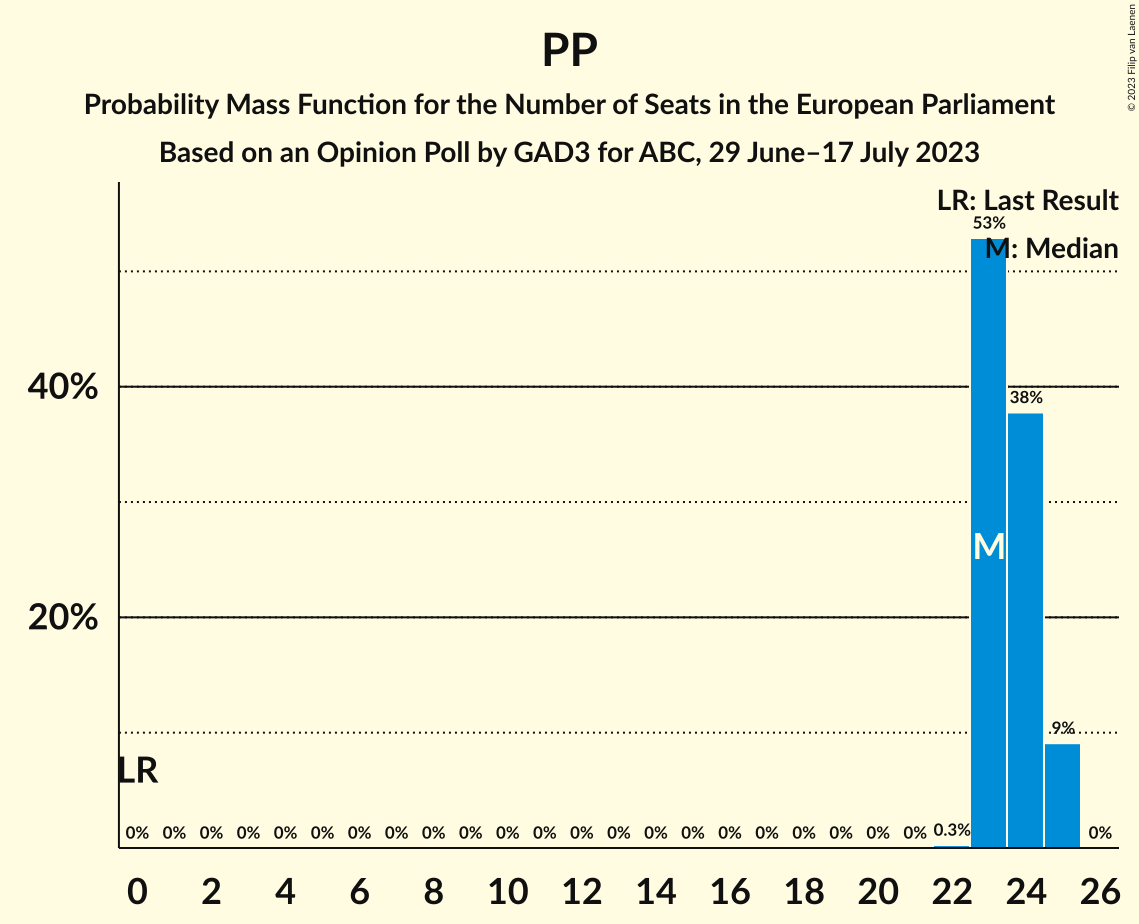 PP
Probability Mass Function for the Number of Seats in the European Parliament
Based on an Opinion Poll by GAD3 for ABC, 29 June–17 July 2023
© 2023 Filip van Laenen
LR: Last Result
M: Median
53%
40%
38%
M
20%
9%
LR
0% 0% 0% 0% 0% 0% 0% 0% 0% 0% 0% 0% 0% 0% 0% 0% 0% 0% 0% 0% 0% 0% 0.3% 0%
0 2 4 6 8 10 12 14 16 18 20 22 24 26